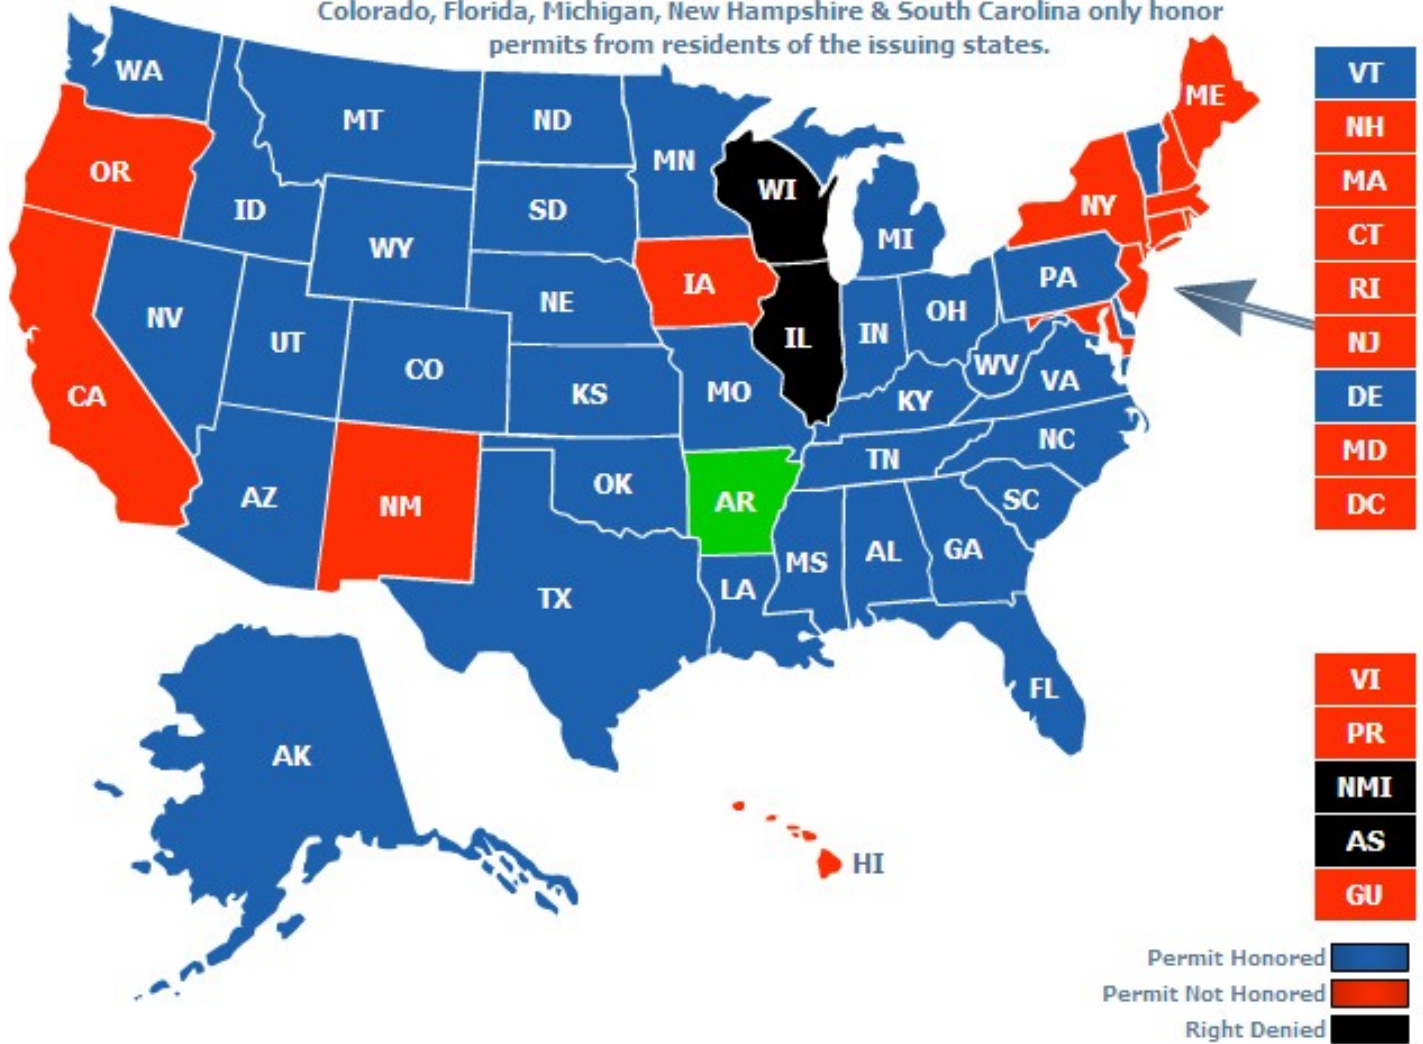 Colorado, Florida, Michigan, New Hampshire & South Carolina only honor
permits from residents of the issuing states.
WA
MT
ND
MN
ME
OR
ID
WY
SD
WI
MI
NY
NV
UT
CO
NE
IA
IL
IN
OH
PA
CA
KS
MO
KY
WV
VA
AZ
NM
OK
AR
TN
NC
SC
TX
LA
MS
AL
GA
FL
AK
HI
VT
NH
MA
CT
RI
NJ
DE
MD
DC
VI
PR
NMI
AS
GU
Permit Honored
Permit Not Honored
Right Denied